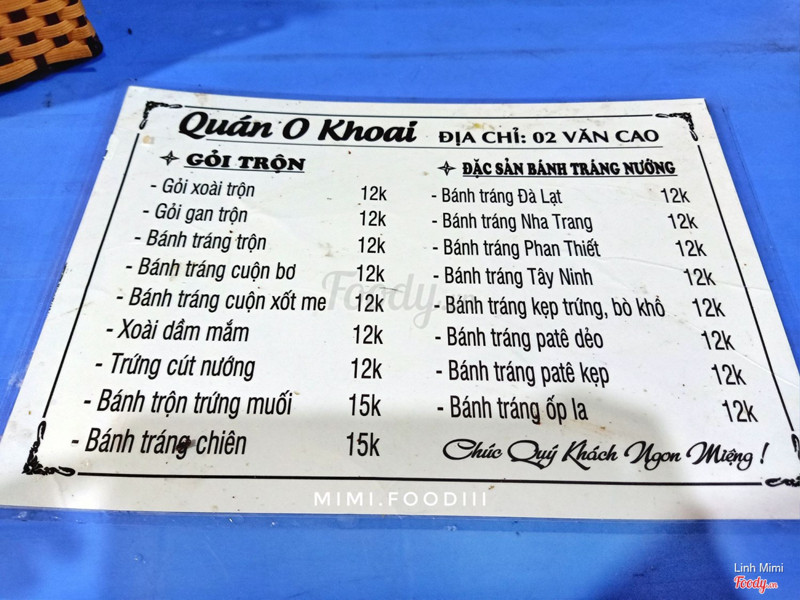 Quán O Khoai ĐỊA CHỈ: 02 VĂN CAO
GỎI TRỘN
- Gỏi xoài trộn 12k
- Gỏi gan trộn 12k
- Bánh tráng trộn 12k
- Bánh tráng cuộn bơ 12k
- Bánh tráng cuộn xốt me 12k
- Xoài dầm mắm 12k
- Trứng cút nướng 12k
- Bánh trộn trứng muối 15k
- Bánh tráng chiên 15k
ĐẶC SẢN BÁNH TRÁNG NƯỚNG
- Bánh tráng Đà Lạt 12k
- Bánh tráng Nha Trang 12k
- Bánh tráng Phan Thiết 12k
- Bánh tráng Tây Ninh 12k
- Bánh tráng kẹp trứng, bò khổ 12k
- Bánh tráng patê dẻo 12k
- Bánh tráng patê kẹp 12k
- Bánh tráng ốp la 12k
Chúc Quý Khách Ngon Miệng !
Foody.vn
MIMI.FOODIII
Linh Mimi
Foody.vn